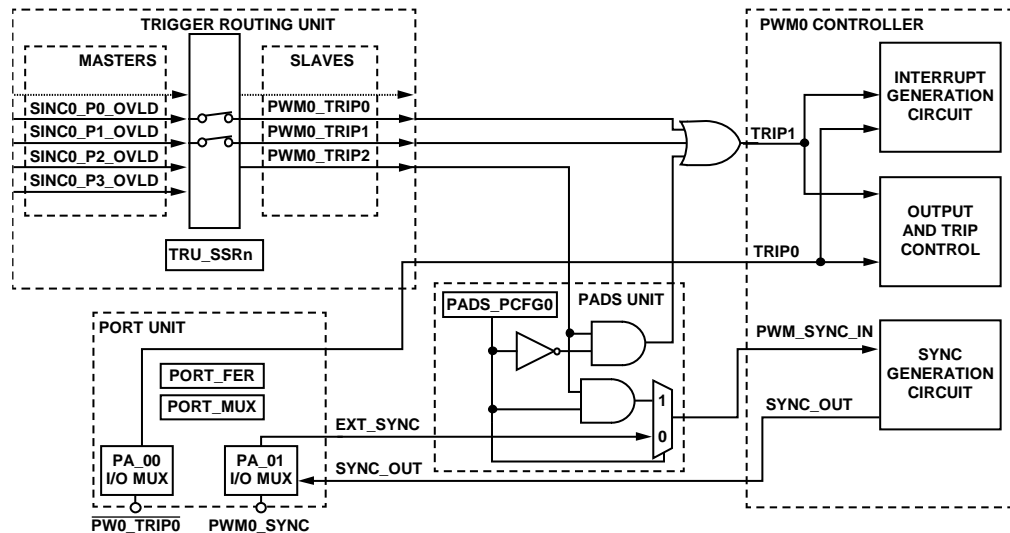 TRIGGER ROUTING UNIT
MASTERS
SLAVES
SINC0_P0_OVLD
SINC0_P1_OVLD
SINC0_P2_OVLD
SINC0_P3_OVLD
PWM0_TRIP0
PWM0_TRIP1
PWM0_TRIP2
TRU_SSRn
PWM0 CONTROLLER
INTERRUPT
GENERATION
CIRCUIT
TRIP1
OUTPUT
AND TRIP
CONTROL
TRIP0
PADS_PCFG0
PADS UNIT
1
0
PWM_SYNC_IN
SYNC
GENERATION
CIRCUIT
SYNC_OUT
PORT UNIT
PORT_FER
PORT_MUX
EXT_SYNC
SYNC_OUT
PA_00
I/O MUX
PA_01
I/O MUX
PW0_TRIP0
PWM0_SYNC